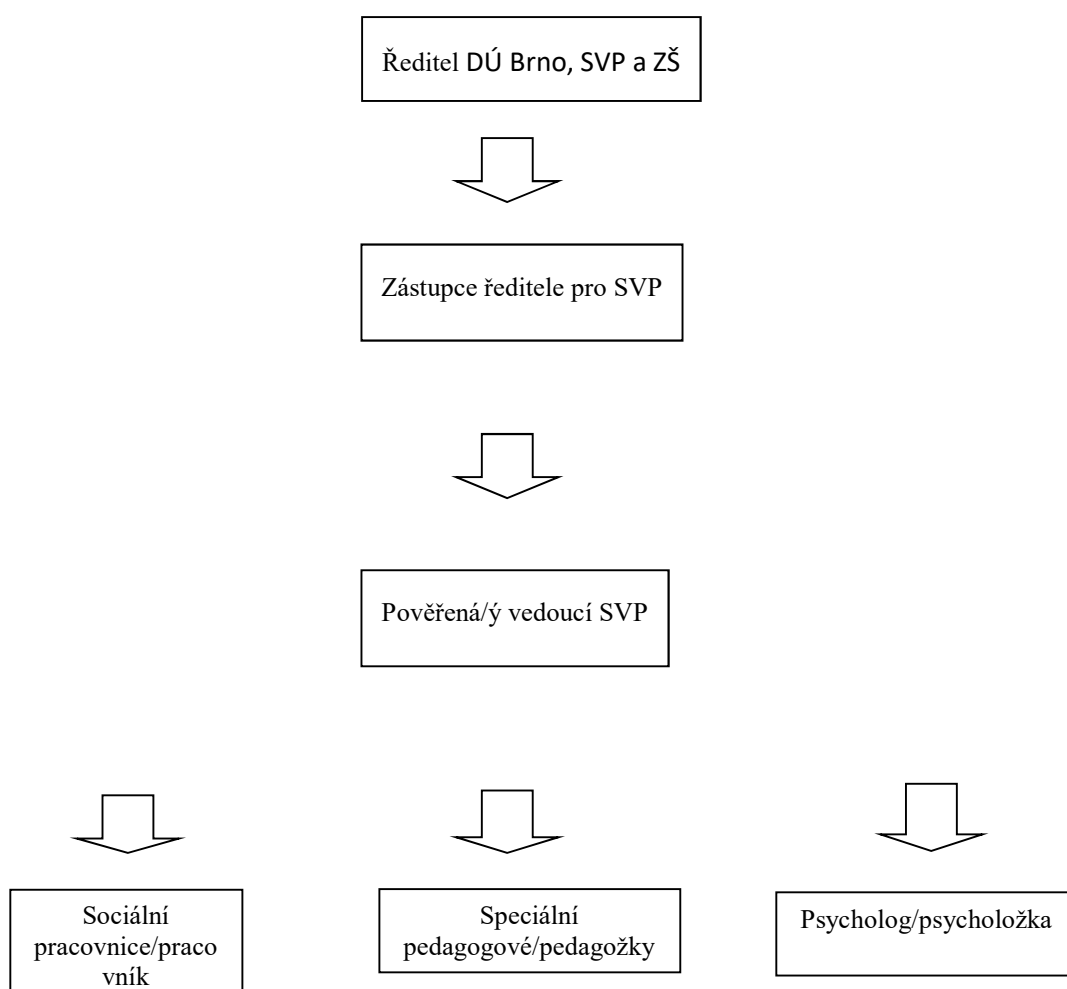 Ředitel DÚ Brno, SVP a ZŠ
Zástupce ředitele pro SVP
Pověřená/ý vedoucí SVP
Sociální
pracovnice/praco
vník
Speciální
pedagogové/pedagožky
Psycholog/psycholožka